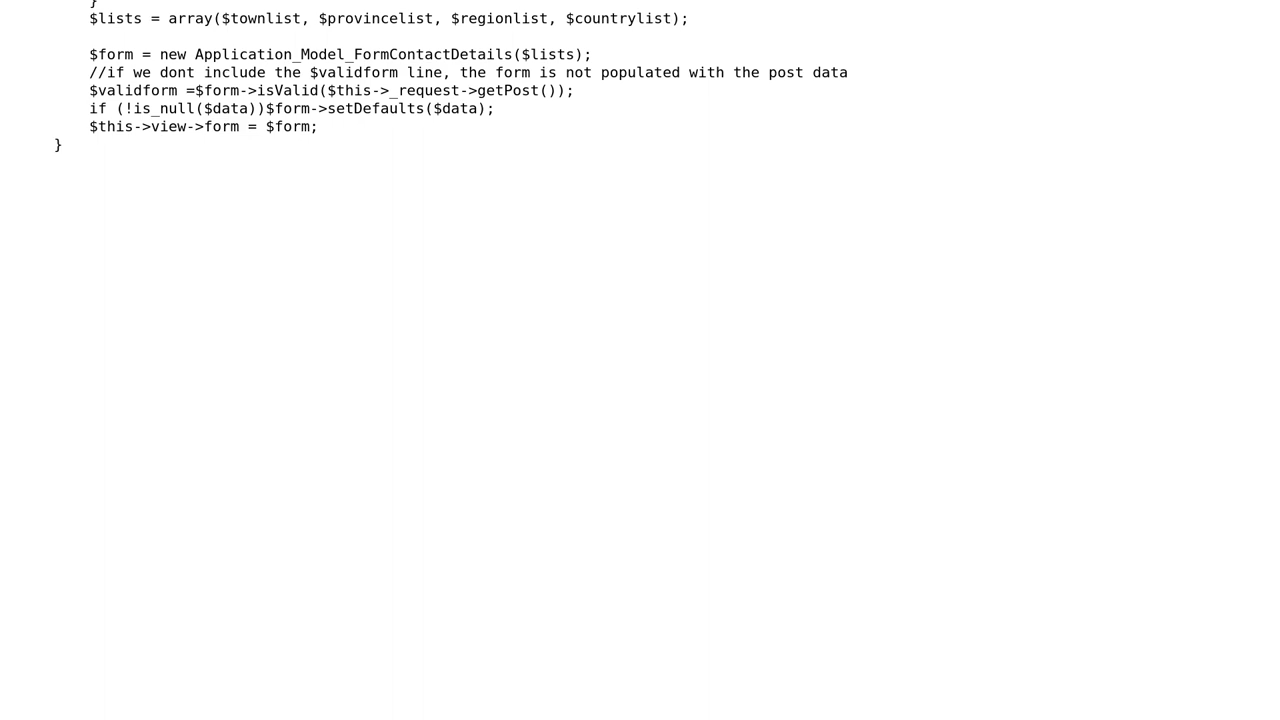 }
$lists = array($townlist, $provincelist, $regionlist, $countrylist);
$form = new Application_Model_FormContactDetails($lists);
//if we dont include the $validform line, the form is not populated with the post data
$validform =$form->isValid($this->_request->getPost());
if (!is_null($data))$form->setDefaults($data);
$this->view->form = $form;
}